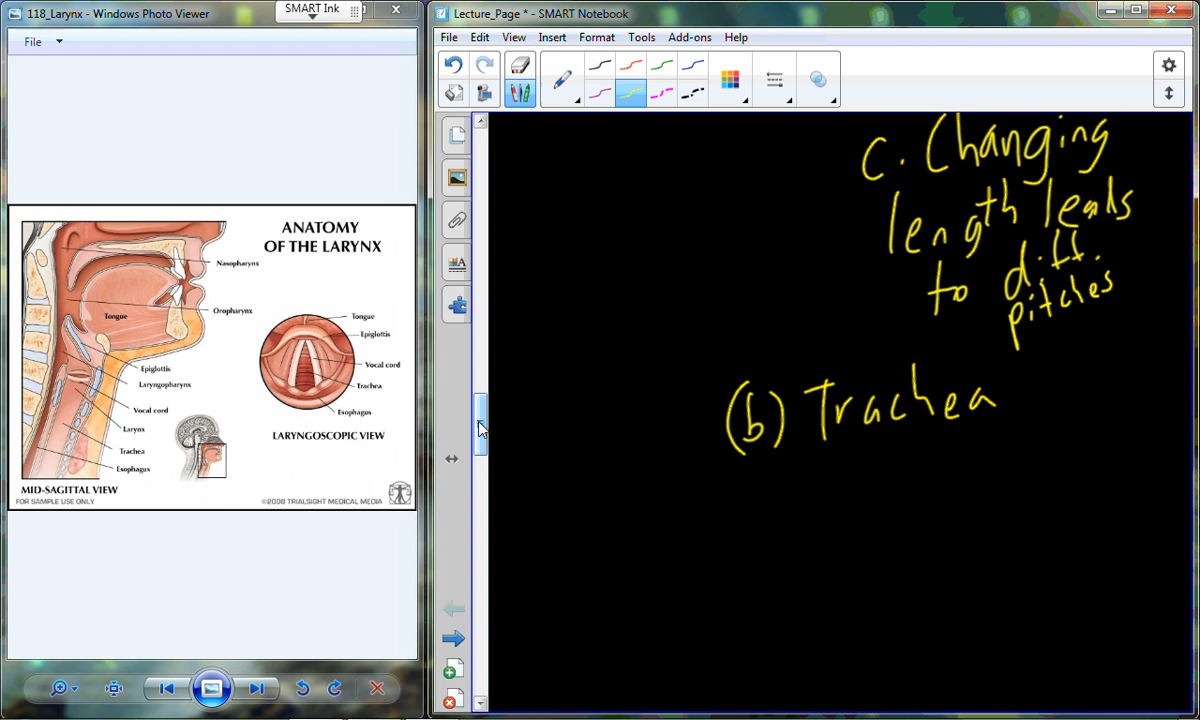 118_Larynx - Windows Photo Viewer
SMART Ink
File
ANATOMY
OF THE LARYNX
Nasopharynx
Oropharynx
Tongue
Epiglottis
Laryngopharynx
Vocal cord
Larynx
Trachea
Esophagus
MID-SAGITTAL VIEW
FOR SAMPLE USE ONLY
Tongue
Epiglottis
Vocal cord
Trachea
Esophagus
LARYNGOSCOPIC VIEW
©2008 TRIALSIGHT MEDICAL MEDIA
Lecture_Page * - SMART Notebook
File Edit View Insert Format Tools Add-ons Help
c. Changing
length leads
to diff.
pitches
(b) Trachea